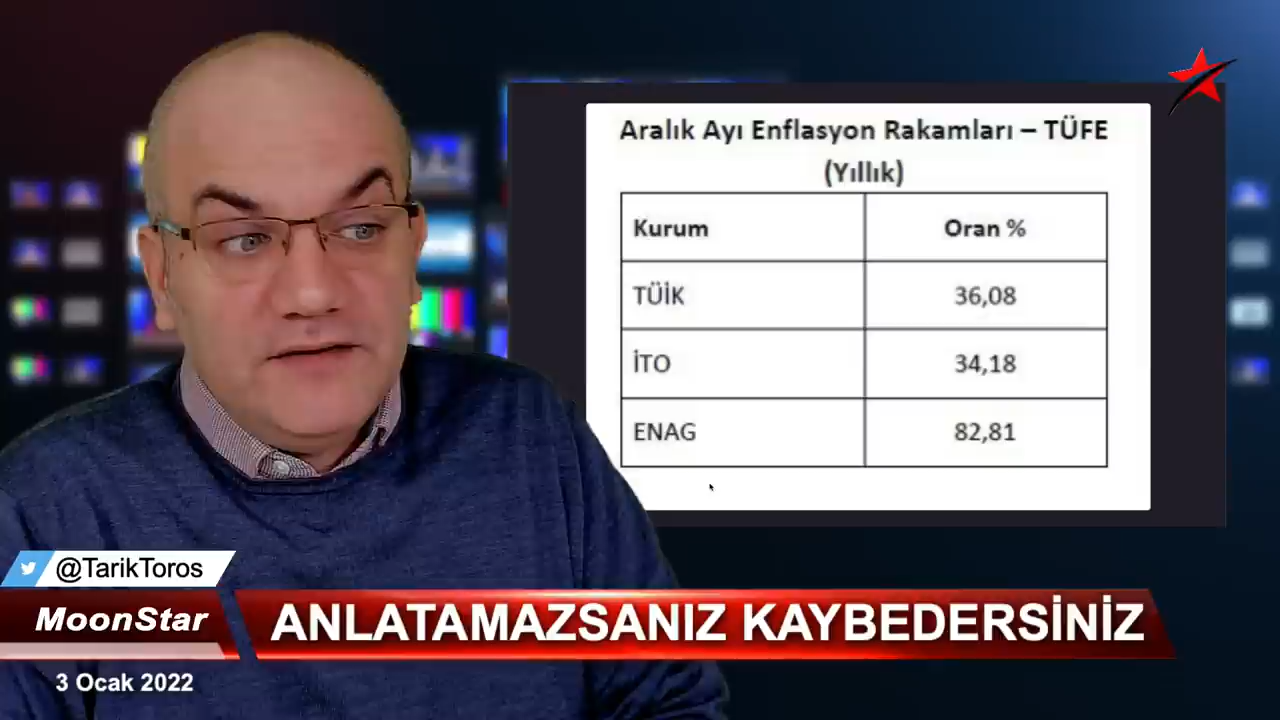 Aralık Ayı Enflasyon Rakamları – TÜFE
(Yıllık)
Kurum Oran %
TÜİK 36,08
İTO 34,18
ENAG 82,81
@TarikToros
MoonStar
ANLATAMAZSANIZ KAYBEDERSİNİZ
3 Ocak 2022